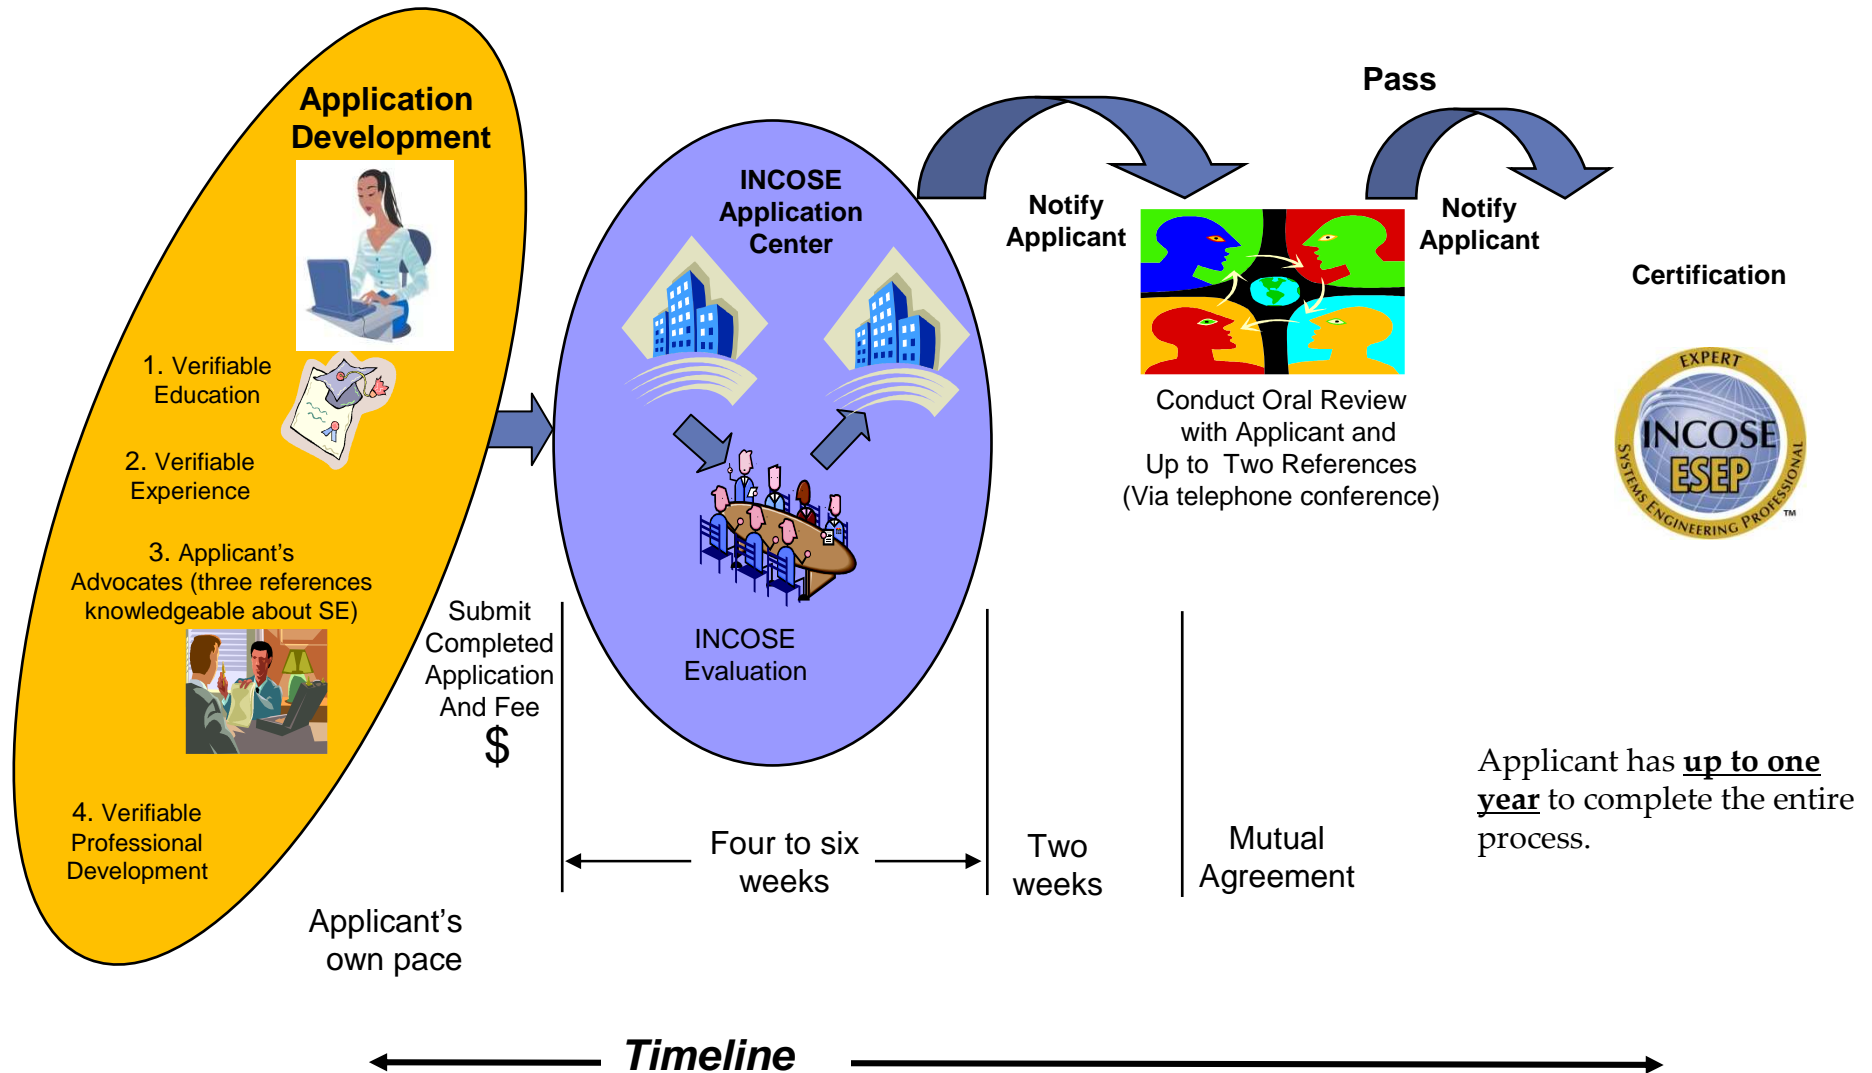 Application
Development
1. Verifiable
Education
2. Verifiable
Experience
3. Applicant's
Advocates (three references
knowledgeable about SE)
4. Verifiable
Professional
Development
Applicant's
own pace
Submit
Completed
Application
And Fee
$
INCOSE
Application
Center
INCOSE
Evaluation
Four to six
weeks
Notify
Applicant
Two
weeks
Conduct Oral Review
with Applicant and
Up to Two References
(Via telephone conference)
Mutual
Agreement
Pass
Notify
Applicant
Certification
EXPERT
INCOSE
ESEP
SYSTEMS ENGINEERING PROFESSIONAL
TM
Applicant has up to one
year to complete the entire
process.
Timeline